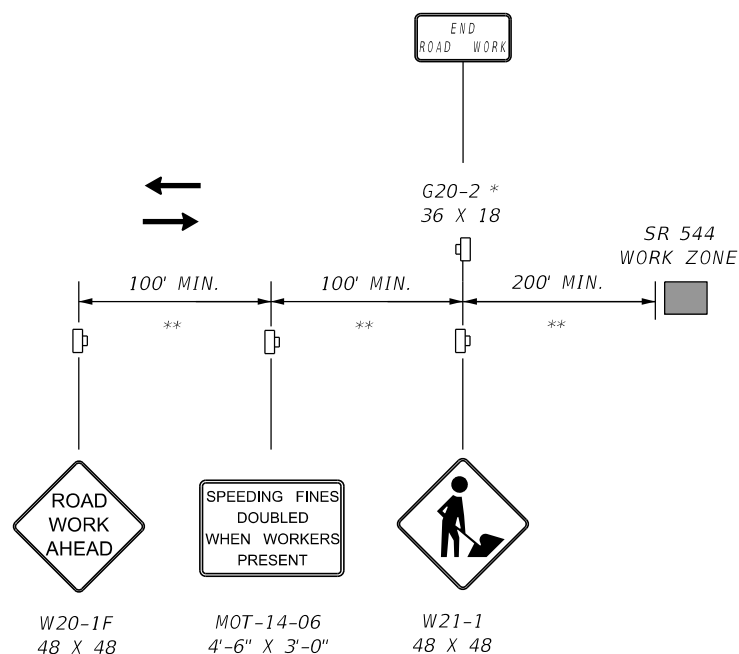 END
ROAD WORK
G20-2 *
36 X 18
SR 544
WORK ZONE
100' MIN.
100' MIN.
200' MIN.
**
**
**
ROAD
WORK
AHEAD
SPEEDING FINES
DOUBLED
WHEN WORKERS
PRESENT
W20-1F
48 X 48
MOT-14-06
4'-6" X 3'-0"
W21-1
48 X 48